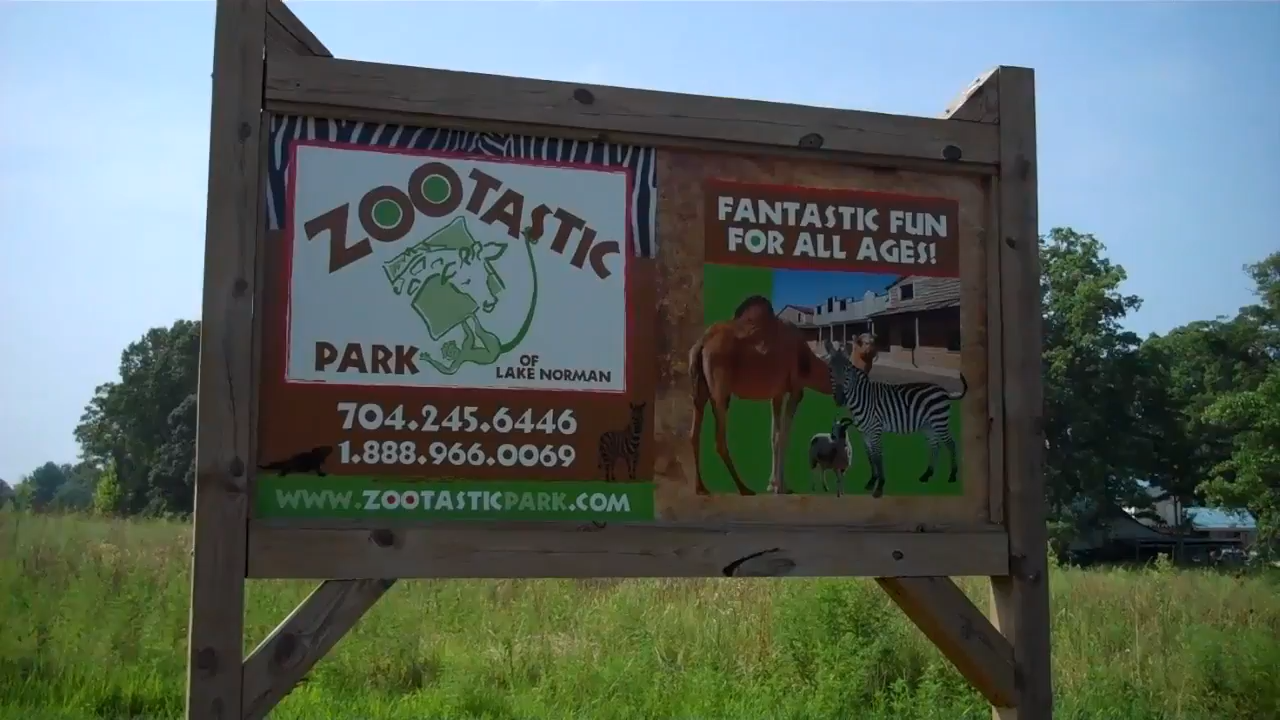 ZOOTASTIC
PARK
OF
LAKE NORMAN
704.245.6446
1.888.966.0069
WWW.ZOOTASTICPARK.COM
FANTASTIC FUN
FOR ALL AGES!